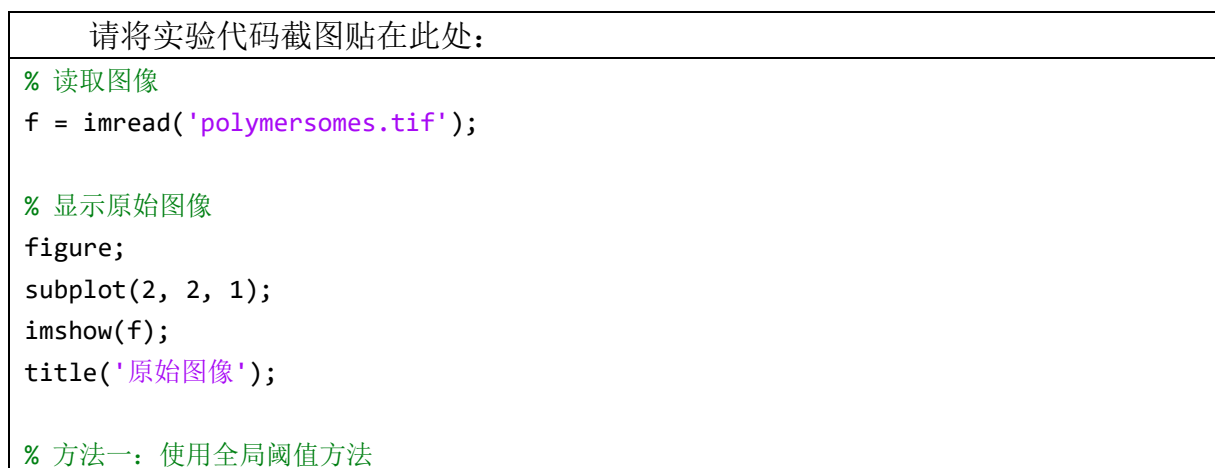 请将实验代码截图贴在此处：
% 读取图像
f = imread('polymersomes.tif');
% 显示原始图像
figure;
subplot(2, 2, 1);
imshow(f);
title('原始图像');
% 方法一：使用全局阈值方法